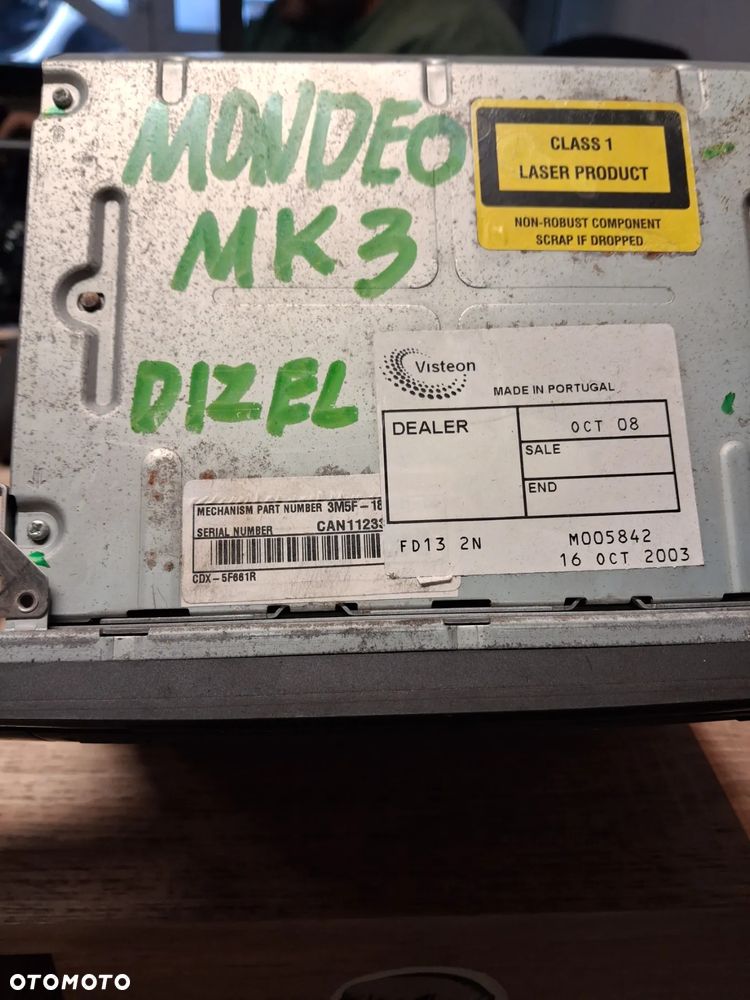 MONDEO
MK3
DIZEL
CLASS 1
LASER PRODUCT
NON-ROBUST COMPONENT
SCRAP IF DROPPED
Visteon
MADE IN PORTUGAL
DEALER
OCT 08
SALE
END
FD13 2N
M005842
16 OCT 2003
MECHANISM PART NUMBER 3M5F-18
SERIAL NUMBER CAN11233
CDX-5F661R
OTOMOTO